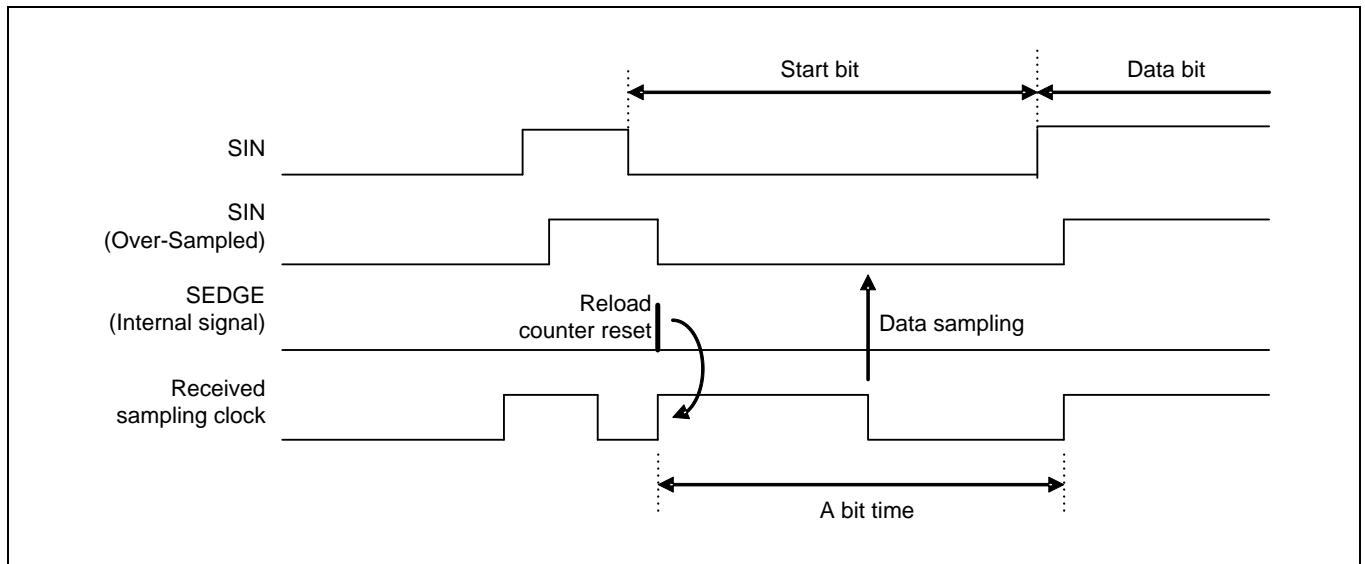 Start bit
Data bit
SIN
SIN
(Over-Sampled)
SEDGE
(Internal signal)
Reload
counter reset
Data sampling
Received
sampling clock
A bit time